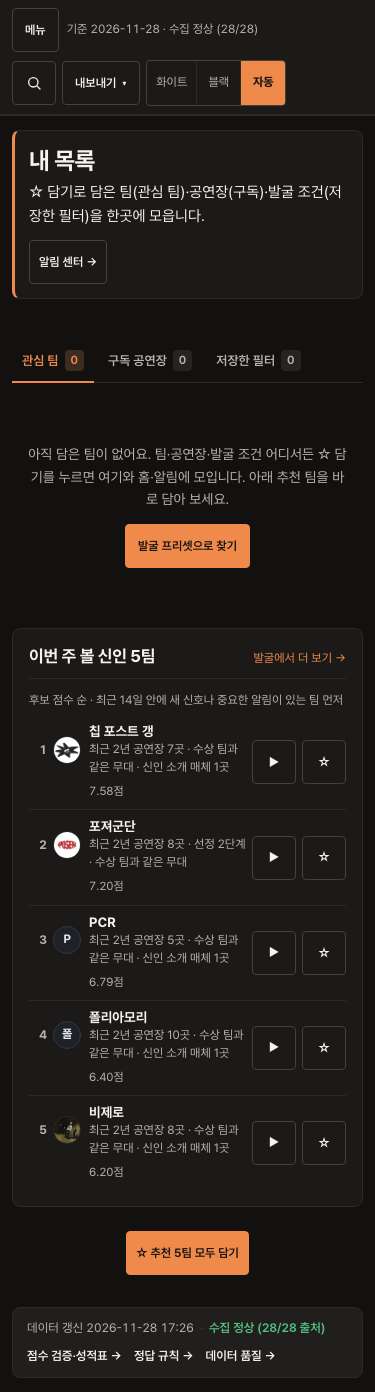 메뉴
기준 2026-11-28 · 수집 정상 (28/28)
내보내기 ▾
화이트 블랙 자동
내 목록
☆ 담기로 담은 팀(관심 팀)·공연장(구독)·발굴 조건(저
장한 필터)을 한곳에 모읍니다.
알림 센터 →
관심 팀 0 구독 공연장 0 저장한 필터 0
아직 담은 팀이 없어요. 팀·공연장·발굴 조건 어디서든 ☆ 담
기를 누르면 여기와 홈·알림에 모입니다. 아래 추천 팀을 바
로 담아 보세요.
발굴 프리셋으로 찾기
이번 주 볼 신인 5팀
발굴에서 더 보기 →
후보 점수 순 · 최근 14일 안에 새 신호나 중요한 알림이 있는 팀 먼저
칩 포스트 갱
1
최근 2년 공연장 7곳 · 수상 팀과
같은 무대 · 신인 소개 매체 1곳
7.58점
포져군단
2
최근 2년 공연장 8곳 · 선정 2단계
· 수상 팀과 같은 무대
7.20점
PCR
3 P
최근 2년 공연장 5곳 · 수상 팀과
같은 무대 · 신인 소개 매체 1곳
6.79점
폴리아모리
4 폴
최근 2년 공연장 10곳 · 수상 팀과
같은 무대 · 신인 소개 매체 1곳
6.40점
비제로
5
최근 2년 공연장 8곳 · 수상 팀과
같은 무대 · 신인 소개 매체 1곳
6.20점
☆ 추천 5팀 모두 담기
데이터 갱신 2026-11-28 17:26 · 수집 정상 (28/28 출처)
점수 검증·성적표 → 정답 규칙 → 데이터 품질 →